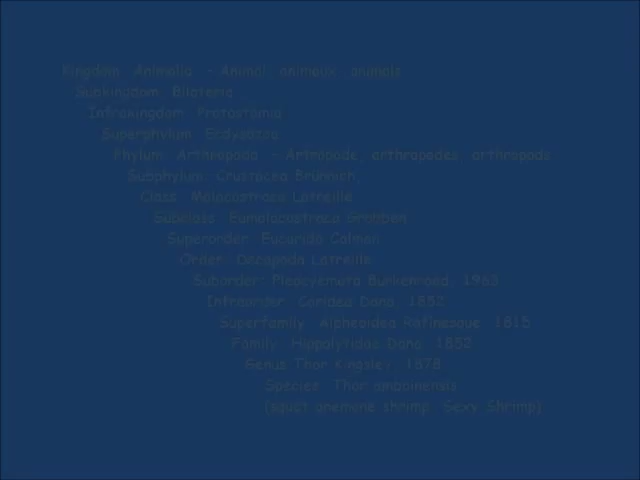 Kingdom Animalia - Animal, animaux, animals
Subkingdom Bilateria
Infrakingdom Protostomia
Superphylum Ecdysozoa
Phylum Arthropoda - Artropode, arthropodes, arthropods
Subphylum Crustacea Brünnich,
Class Malacostraca Latreille
Subclass Eumalacostraca Grobben
Superorder Eucarida Calman
Order Decapoda Latreille
Suborder: Pleocyemata Burkenroad, 1963
Infraorder Caridea Dana, 1852
Superfamily Alpheoidea Rafinesque, 1815
Family Hippolytidae Dana, 1852
Genus Thor Kingsley, 1878
Species Thor amboinensis
(squat anemone shrimp, Sexy Shrimp)